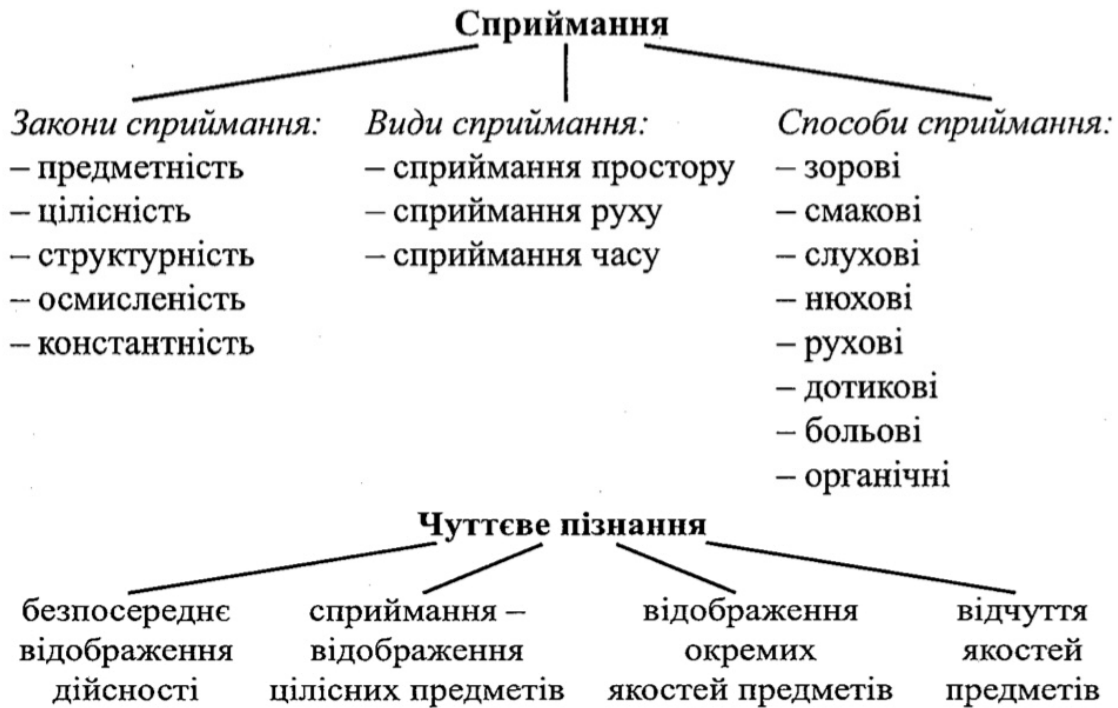 Сприймання
Закони сприймання:
– предметність
– цілісність
– структурність
– осмисленість
– константність
Види сприймання:
– сприймання простору
– сприймання руху
– сприймання часу
Способи сприймання:
– зорові
– смакові
– слухові
– нюхові
– рухові
– дотикові
– больові
– органічні
Чуттєве пізнання
безпосереднє
відображення
дійсності
сприймання –
відображення
цілісних предметів
відображення
окремих
якостей предметів
відчуття
якостей
предметів